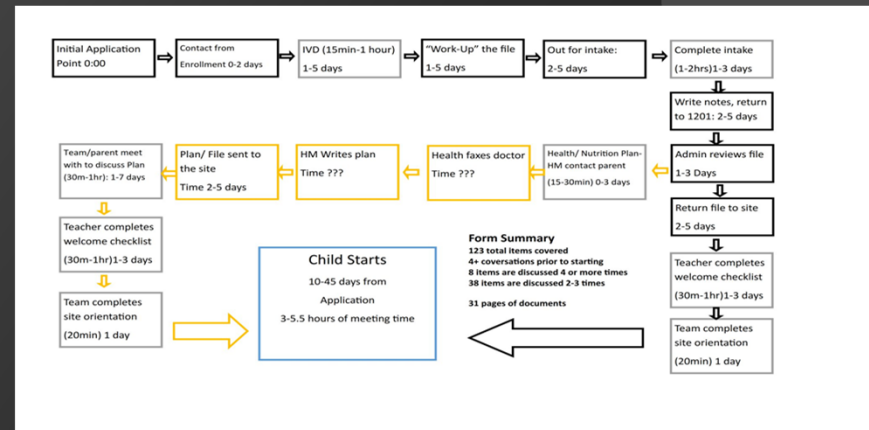 Initial Application
Point 0:00
Contact from
Enrollment 0-2 days
IVD (15min-1 hour)
1-5 days
“Work-Up” the file
1-5 days
Out for intake:
2-5 days
Complete intake
(1-2hrs)1-3 days
Write notes, return
to 1201: 2-5 days
Admin reviews file
1-3 Days
Return file to site
2-5 days
Teacher completes
welcome checklist
(30m-1hr)1-3 days
Team completes
site orientation
(20min) 1 day
Health/ Nutrition Plan-
HM contact parent
(15-30min) 0-3 days
Health faxes doctor
Time ???
HM Writes plan
Time ???
Plan/ File sent to
the site
Time 2-5 days
Team/parent meet
with to discuss Plan
(30m-1hr): 1-7 days
Teacher completes
welcome checklist
(30m-1hr)1-3 days
Team completes
site orientation
(20min) 1 day
Child Starts
10-45 days from
Application
3-5.5 hours of meeting time
Form Summary
123 total items covered
4+ coversations prior to starting
8 items are discussed 4 or more times
38 items are discussed 2-3 times
31 pages of documents